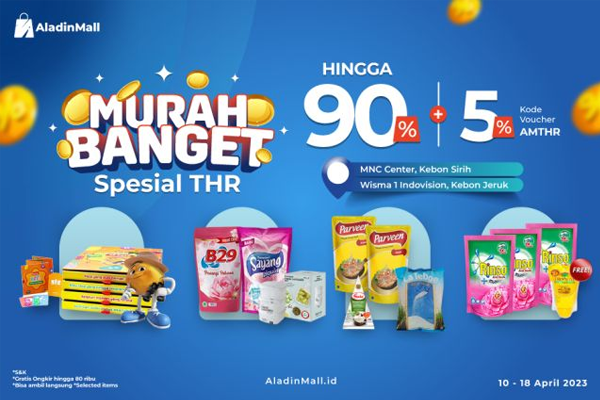 AladinMall
MURAH
BANGET
Spesial THR
HINGGA
90% + 5%
Kode
Voucher
AMTHR
MNC Center, Kebon Sirih
Wisma 1 Indovision, Kebon Jeruk
B29
Sayang
Parveen
Parveen
Rinso
Rinso
Rinso
FREE!
*S&K
*Gratis Ongkir hingga 80 ribu
*Bisa ambil langsung *Selected items
AladinMall.id
10 - 18 April 2023